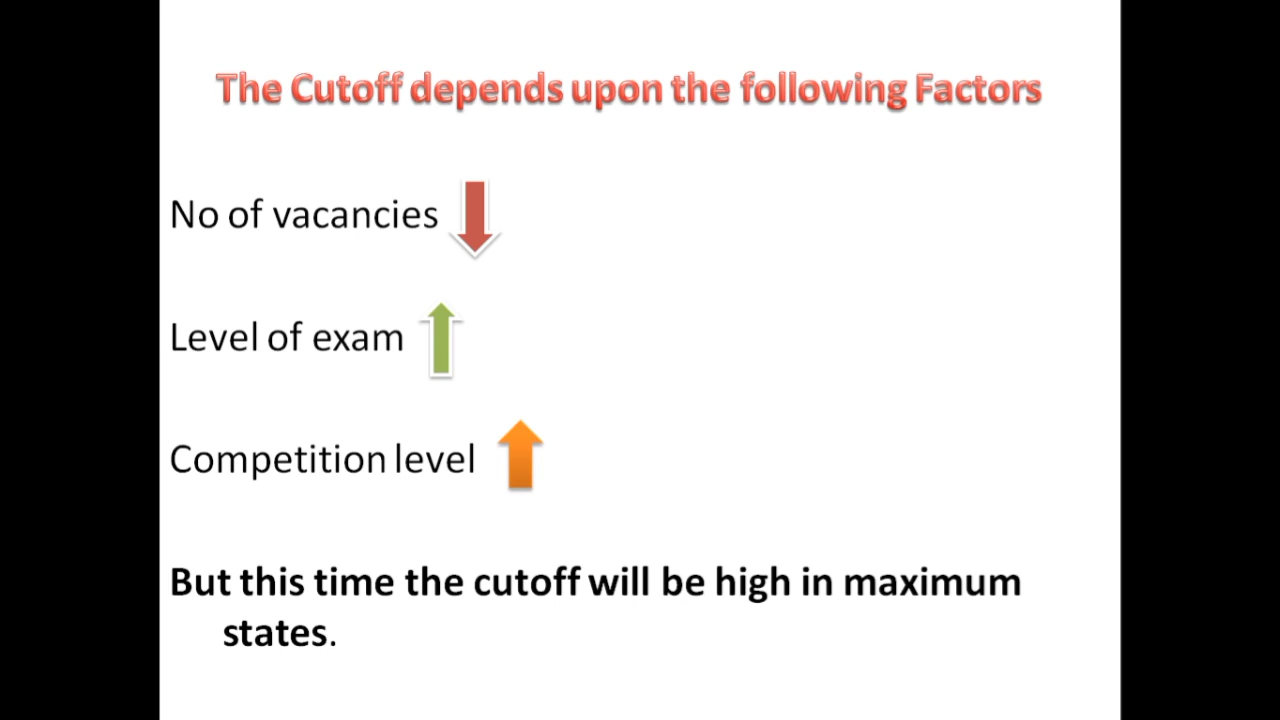 The Cutoff depends upon the following Factors
No of vacancies
Level of exam
Competition level
But this time the cutoff will be high in maximum
states.